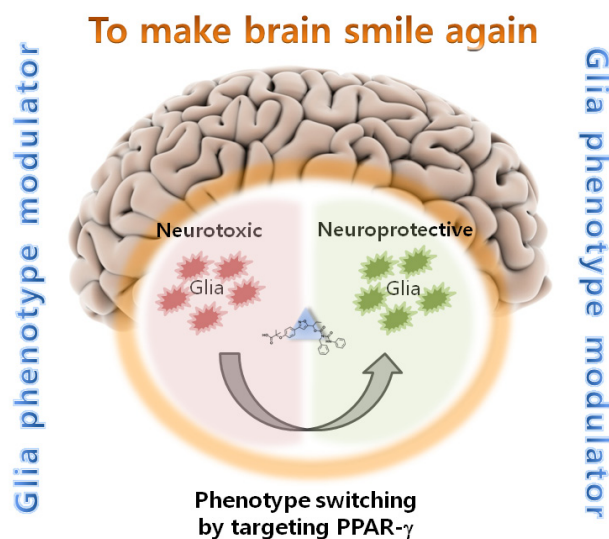 To make brain smile again
Glia phenotype modulator
Glia phenotype modulator
Neurotoxic
Neuroprotective
Glia
Glia
Phenotype switching
by targeting PPAR-γ